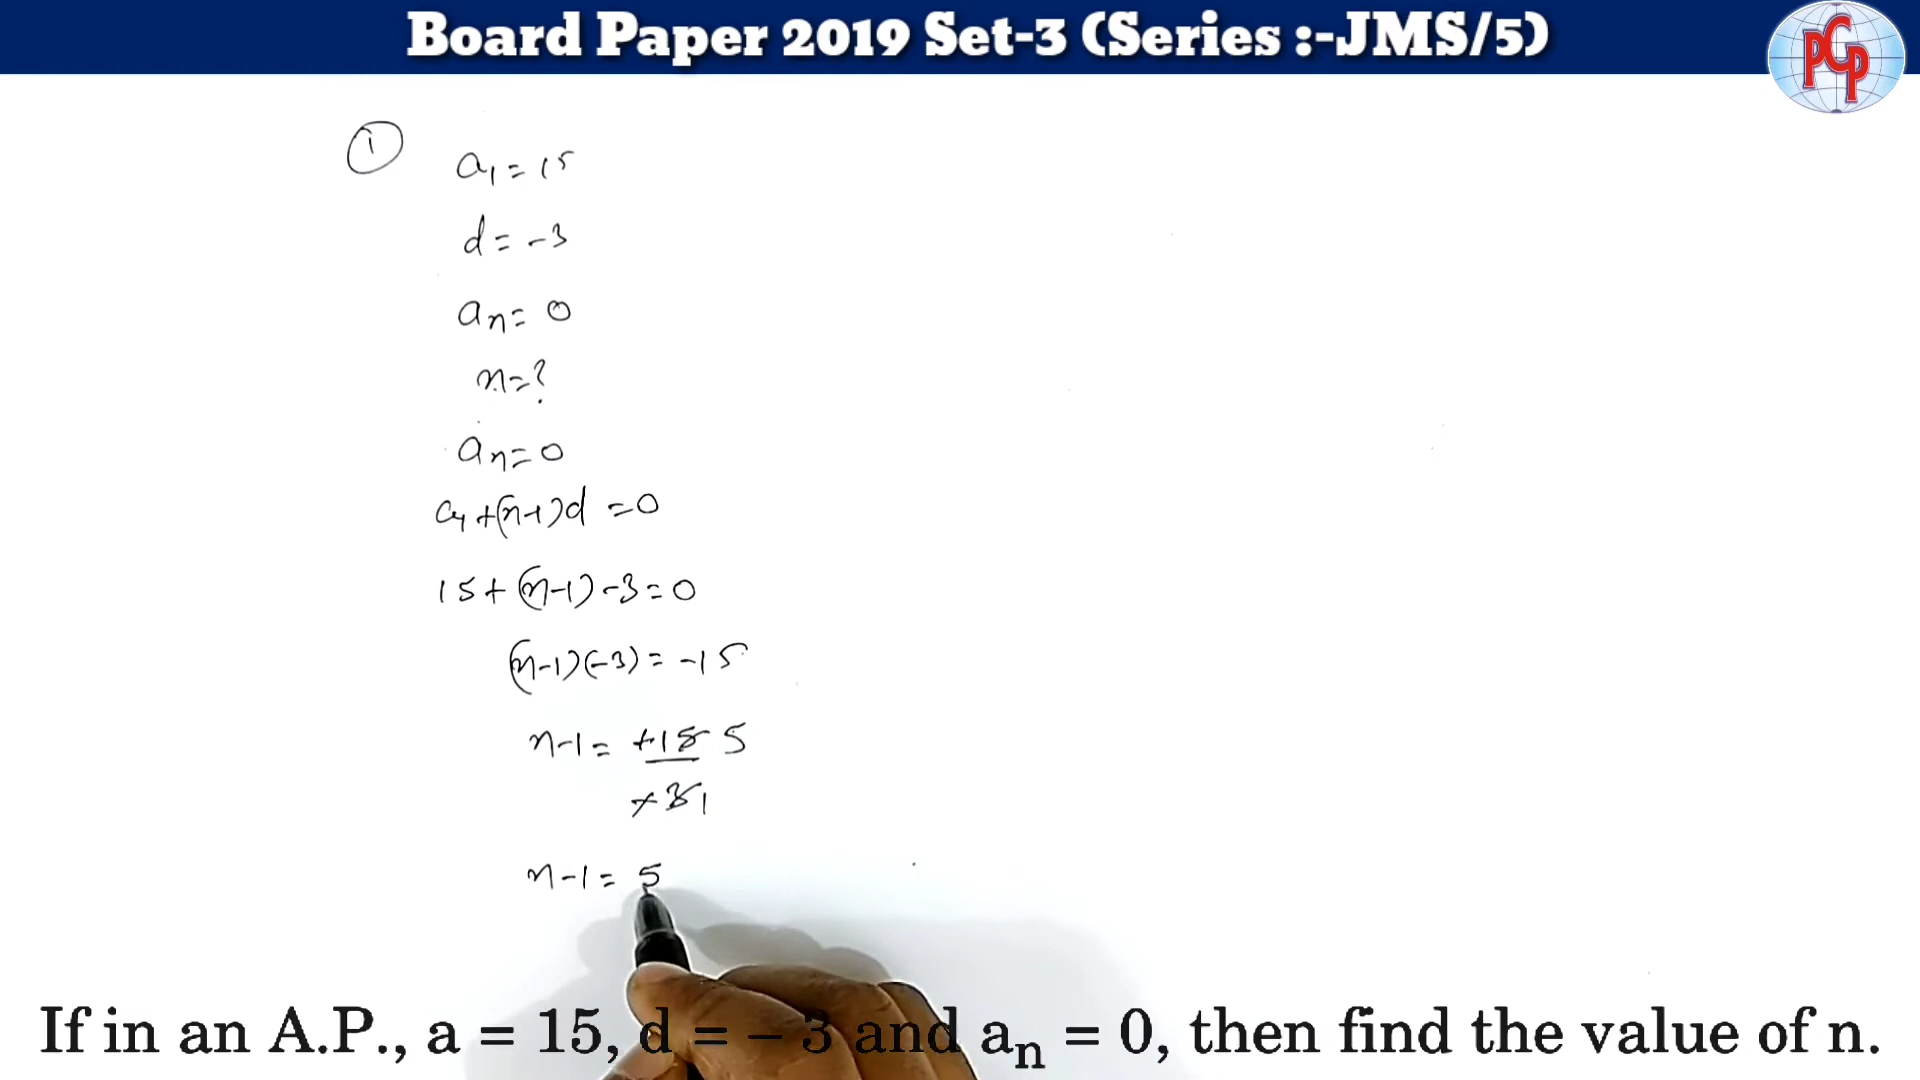 Board Paper 2019 Set-3 (Series :-JMS/5)
PGP
1
a₁ = 15
d = -3
aₙ = 0
n = ?
aₙ = 0
a₁ + (n-1)d = 0
15 + (n-1) -3 = 0
(n-1)(-3) = -15
n-1 = +15 5
+3 1
n-1 = 5
If in an A.P., a = 15, d = – 3 and aₙ = 0, then find the value of n.